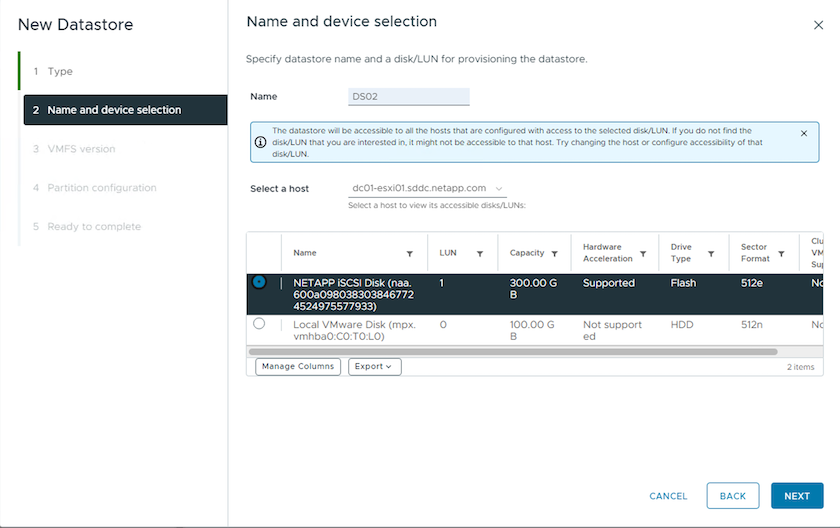 New Datastore
1 Type
2 Name and device selection
3 VMFS version
4 Partition configuration
5 Ready to complete
Name and device selection
Specify datastore name and a disk/LUN for provisioning the datastore.
Name DS02
The datastore will be accessible to all the hosts that are configured with access to the selected disk/LUN. If you do not find the
disk/LUN that you are interested in, it might not be accessible to that host. Try changing the host or configure accessibility of that
disk/LUN.
Select a host dc01-esxi01.sddc.netapp.com
Select a host to view its accessible disks/LUNs:
Name LUN Capacity Hardware Acceleration Drive Type Sector Format Clu VM Sup
NETAPP iSCSI Disk (naa. 1 300.00 G Supported Flash 512e No
600a098038303846772 B
4524975577933)
Local VMware Disk (mpx. 0 100.00 G Not support HDD 512n No
vmhba0:C0:T0:L0) B ed
Manage Columns Export 2 items
CANCEL BACK NEXT